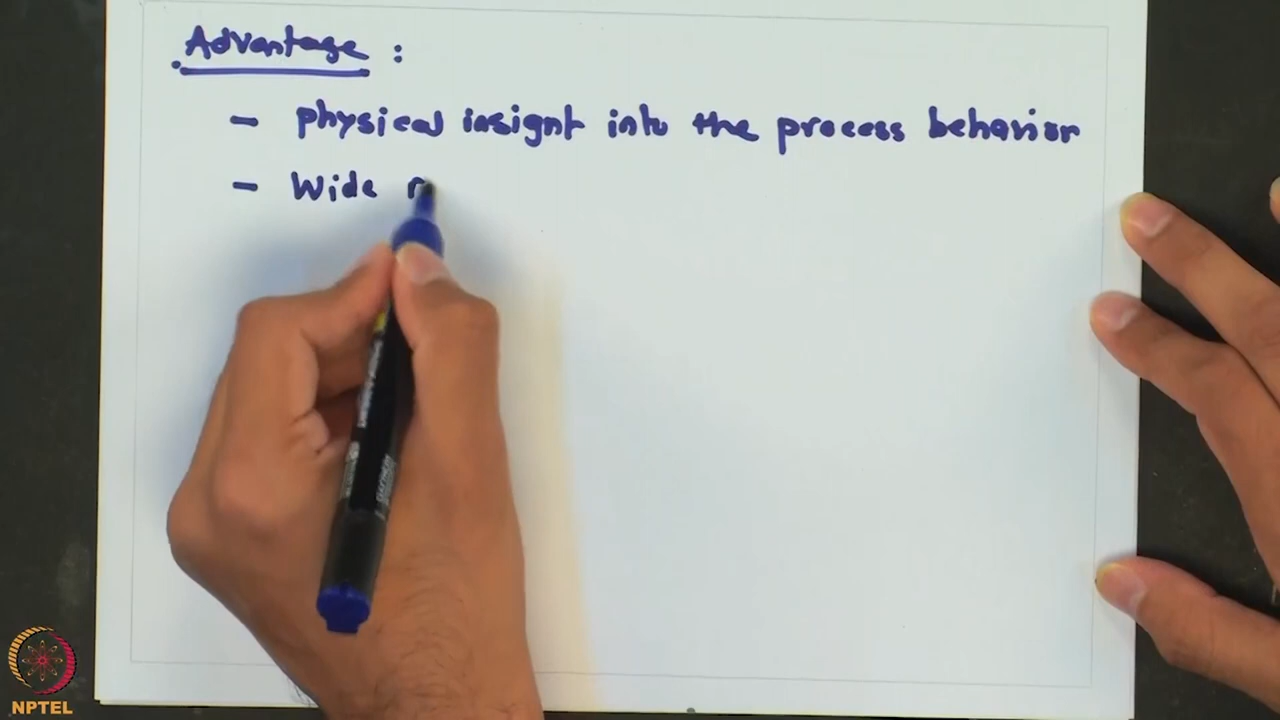 Advantage :
- physical insignt into the process behavior
- Wide
NPTEL